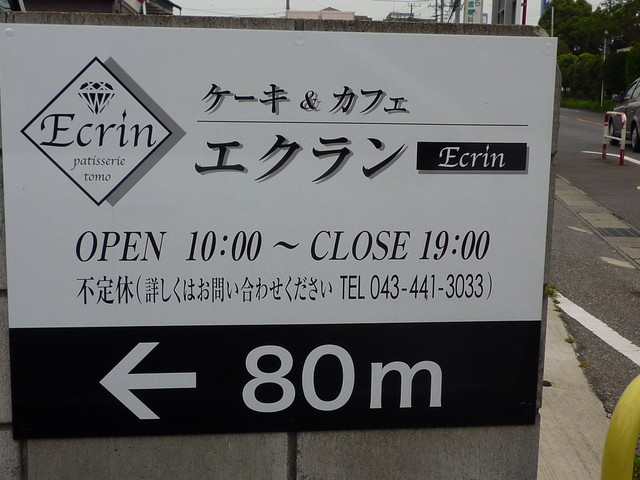 Ecrin
patisserie
tomo
ケーキ & カフェ
エクラン Ecrin
OPEN 10:00 ～ CLOSE 19:00
不定休(詳しくはお問い合わせください TEL 043-441-3033)
← 80m